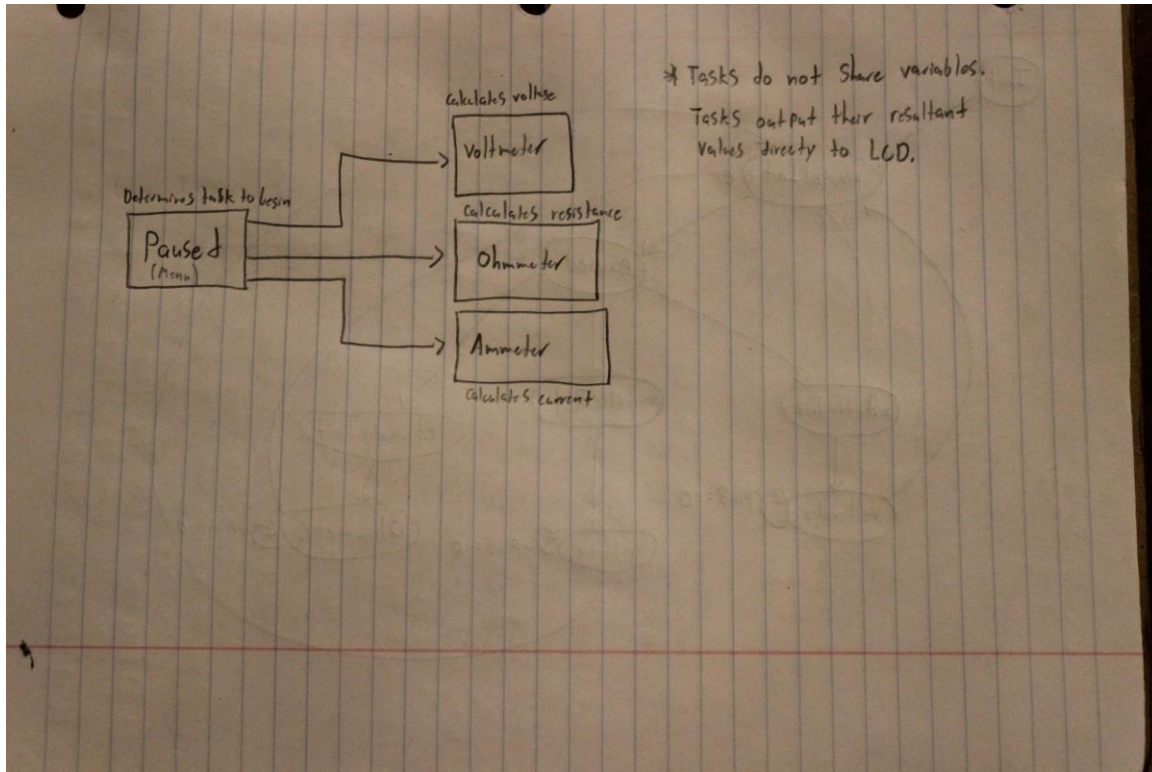 * Tasks do not Share variables.
Tasks output their resultant
values directy to LCD.
Calculates voltage
Voltmeter
Determines task to begin
Paused
(Menu)
Calculates resistance
Ohmmeter
Ammeter
Calculates current